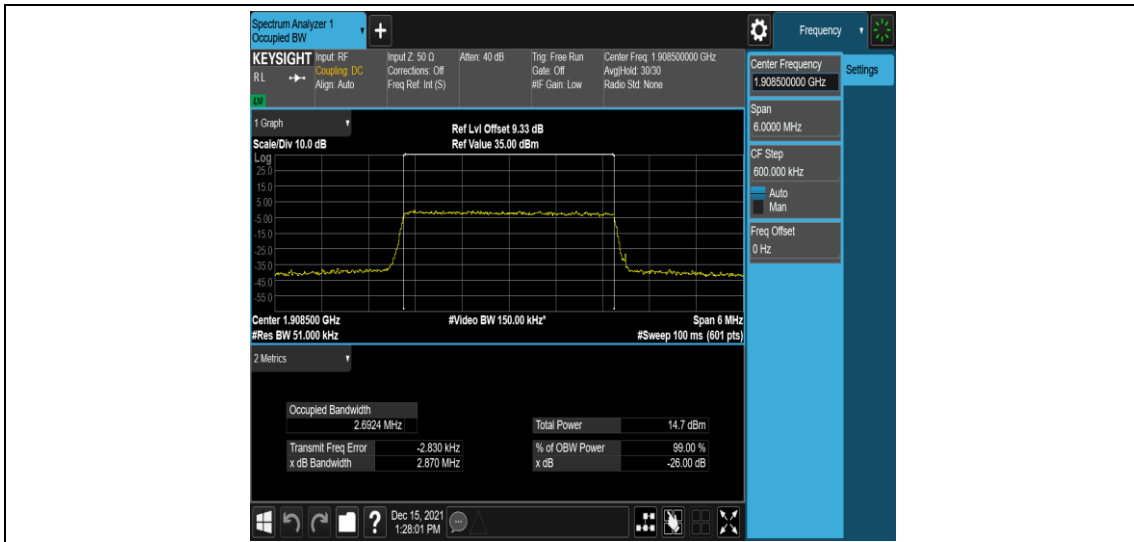 Spectrum Analyzer 1
Occupied BW
+
Frequency
KEYSIGHT
RL
LXI
Input: RF
Coupling: DC
Align: Auto
Input Z: 50 Ω
Corrections: Off
Freq Ref: Int (S)
Atten: 40 dB
Trig: Free Run
Gate: Off
#IF Gain: Low
Center Freq: 1.908500000 GHz
Avg|Hold: 30/30
Radio Std: None
1 Graph
Scale/Div 10.0 dB
Ref Lvl Offset 9.33 dB
Ref Value 35.00 dBm
Log
25.0
15.0
5.00
-5.00
-15.0
-25.0
-35.0
-45.0
-55.0
Center 1.908500 GHz
#Res BW 51.000 kHz
#Video BW 150.00 kHz*
Span 6 MHz
#Sweep 100 ms (601 pts)
2 Metrics
Occupied Bandwidth
2.6924 MHz
Transmit Freq Error -2.830 kHz
x dB Bandwidth 2.870 MHz
Total Power 14.7 dBm
% of OBW Power 99.00 %
x dB -26.00 dB
?
Dec 15, 2021
1:28:01 PM
Center Frequency
1.908500000 GHz
Span
6.0000 MHz
CF Step
600.000 kHz
Auto
Man
Freq Offset
0 Hz
Settings